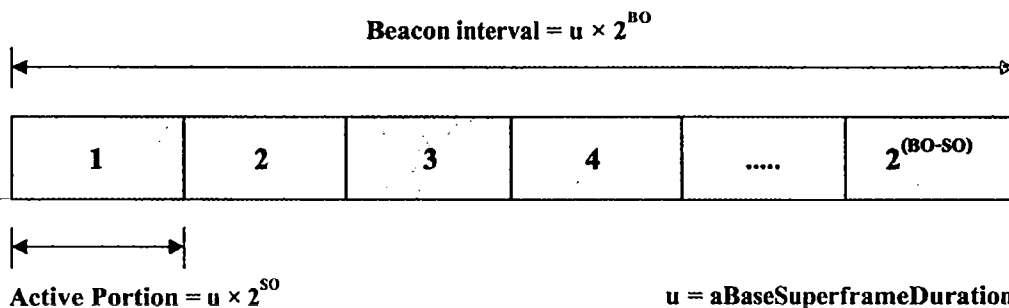 Beacon interval = u × 2^BO
1 2 3 4 ..... 2^(BO-SO)
Active Portion = u × 2^SO
u = aBaseSuperframeDuration